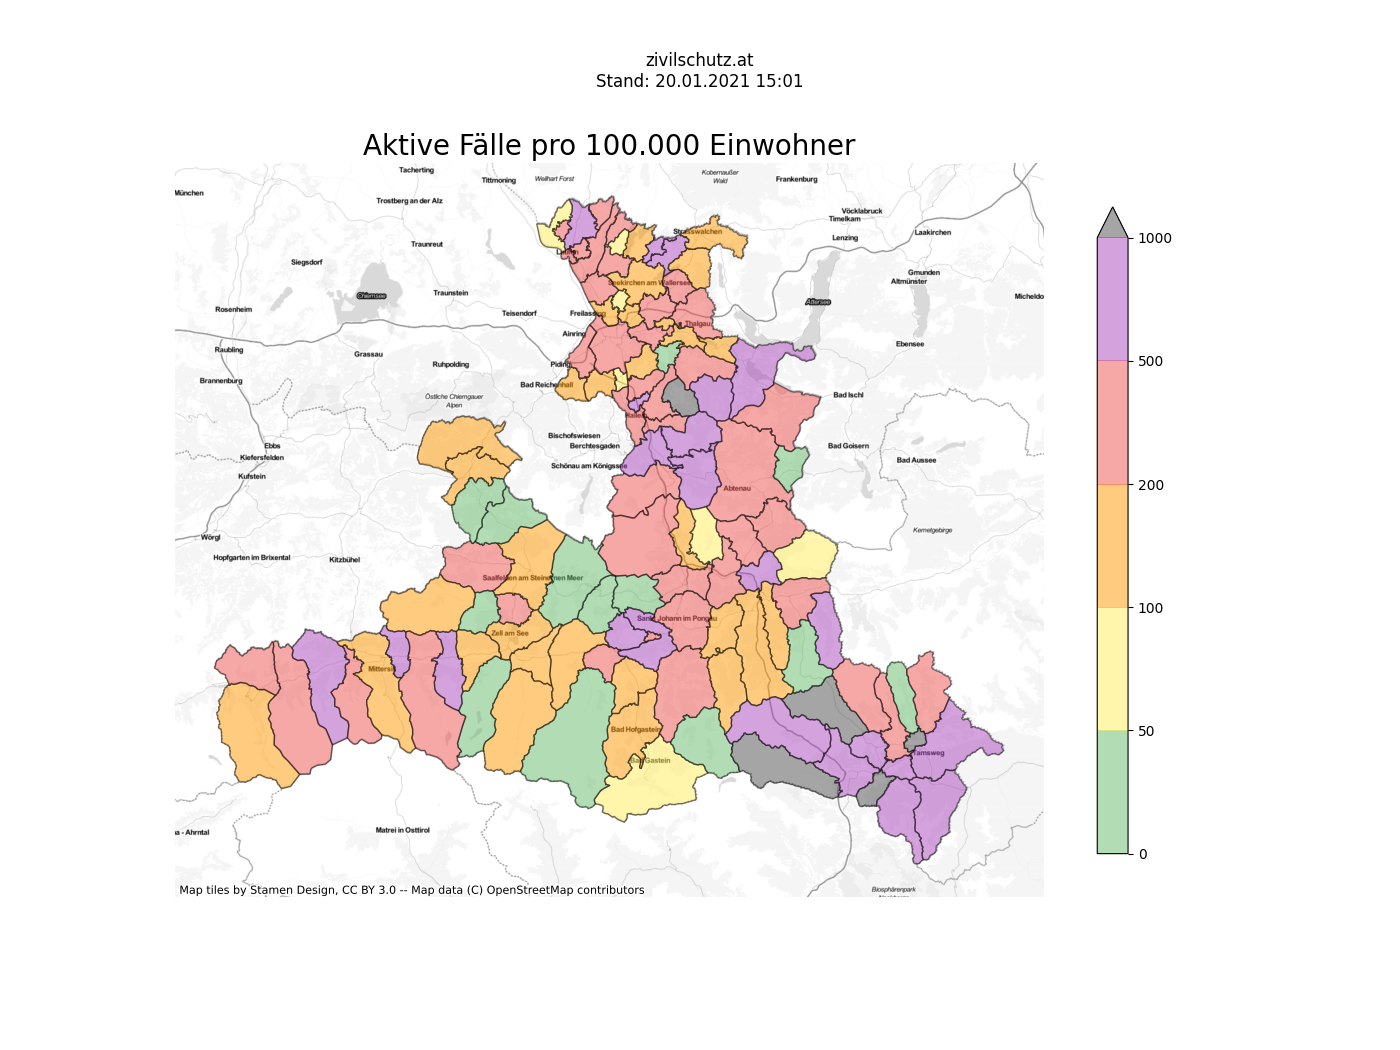 zivilschutz.at
Stand: 20.01.2021 15:01
Aktive Fälle pro 100.000 Einwohner
Tacherting
Tittmoning
Weilhart Forst
Kobernaußer
Wald
Frankenburg
München
Trostberg an der Alz
Vöcklabruck
Timelkam
Strasswalchen
Laakirchen
Lenzing
Traunreut
Siegsdorf
Gmunden
Altmünster
Seekirchen am Wallersee
Chiemsee
Traunstein
Attersee
Micheldo
Rosenheim
Teisendorf
Freilassing
Thalgau
Ainring
Ebensee
Raubling
Grassau
Ruhpolding
Piding
Brannenburg
Bad Reichenhall
Östliche Chiemgauer
Alpen
Bad Ischl
Hallein
Bischofswiesen
Ebbs
Berchtesgaden
Bad Goisern
Kiefersfelden
Bad Aussee
Schönau am Königssee
Kufstein
Abtenau
Kemetgebirge
Wörgl
Hopfgarten im Brixental
Kitzbühel
Saalfelden am Steinernen Meer
Sankt Johann im Pongau
Zell am See
Mittersill
Bad Hofgastein
Tamsweg
Bad Gastein
Matrei in Osttirol
a - Ahrntal
Biosphärenpark
Map tiles by Stamen Design, CC BY 3.0 -- Map data (C) OpenStreetMap contributors
1000
500
200
100
50
0